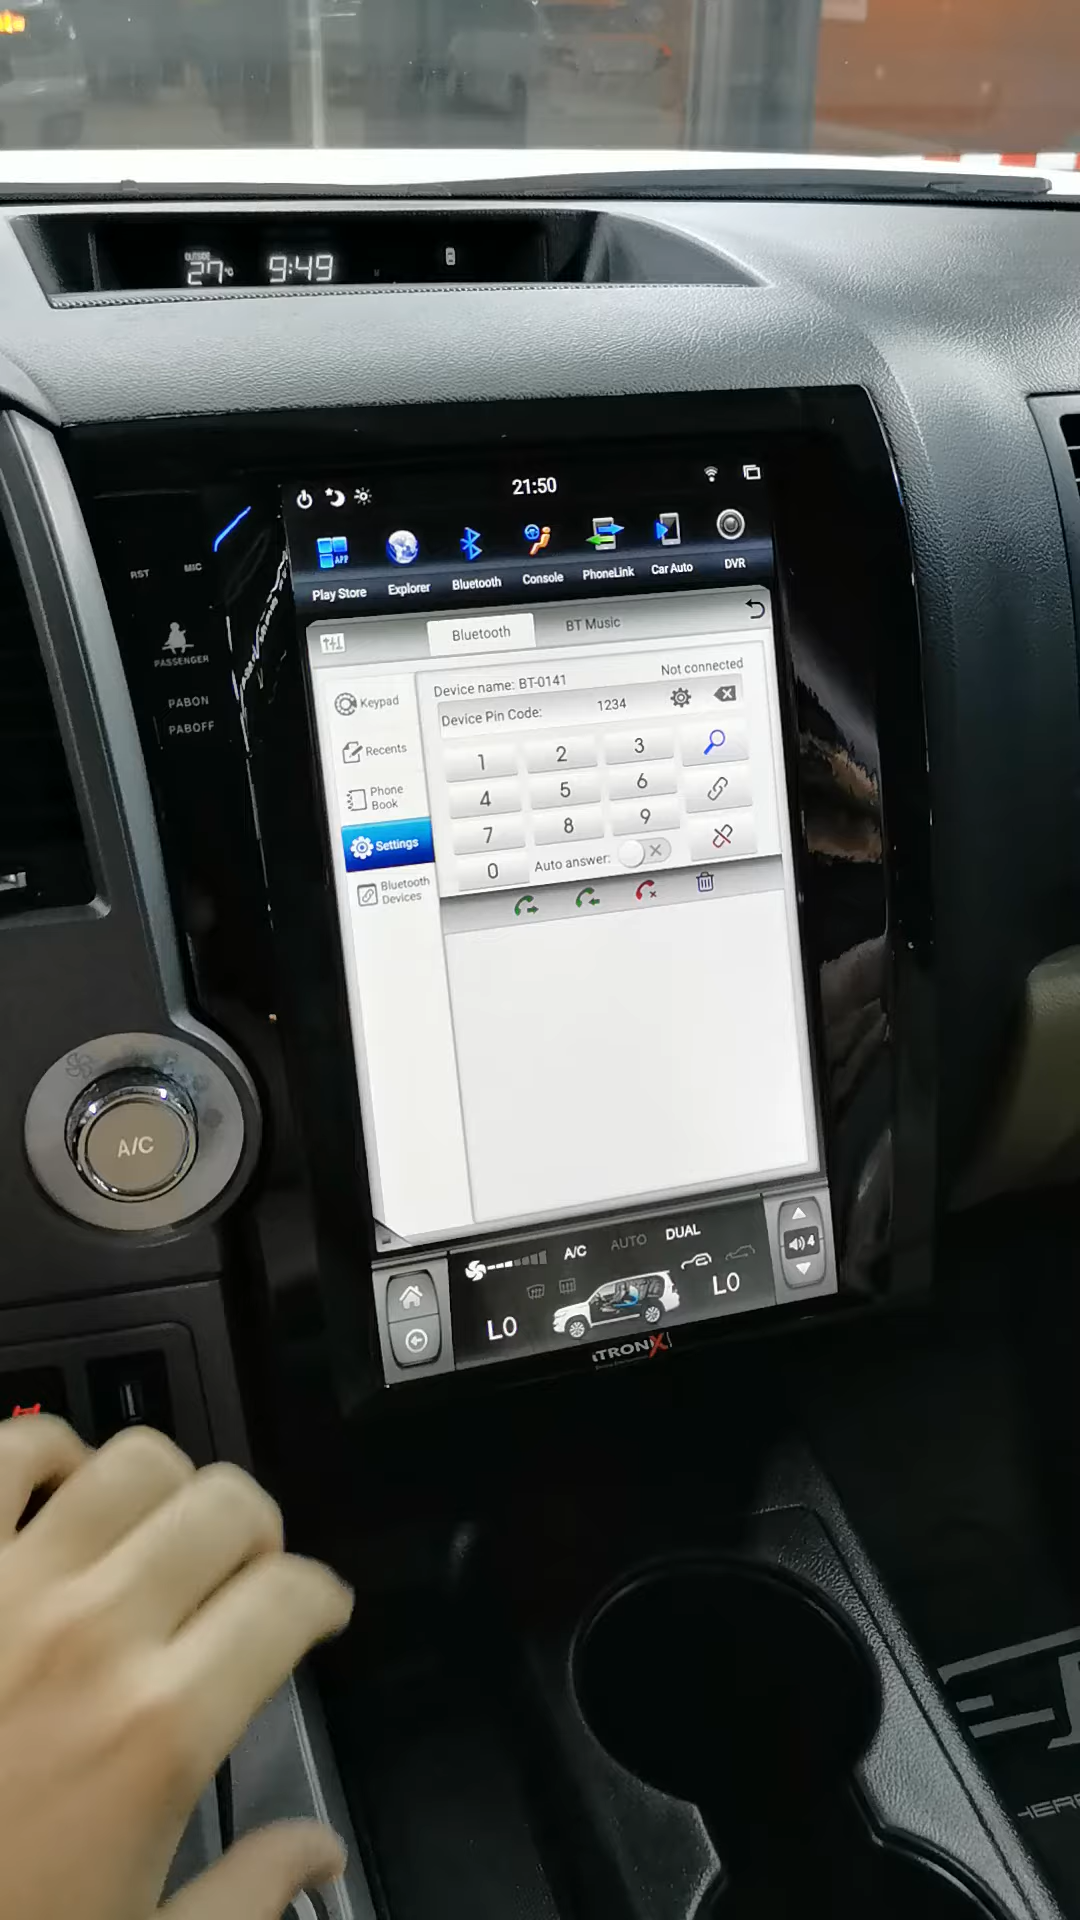 OUTSIDE
27°C 9:49
21:50
RST MIC
APP
Play Store Explorer Bluetooth Console PhoneLink Car Auto DVR
PASSENGER
PABON
PABOFF
Bluetooth BT Music
Device name: BT-0141 Not connected
Device Pin Code: 1234
Keypad
Recents
Phone
Book
Settings
Bluetooth
Devices
1 2 3
4 5 6
7 8 9
0 Auto answer:
A/C
A/C AUTO DUAL
4
LO LO
iTRONIX